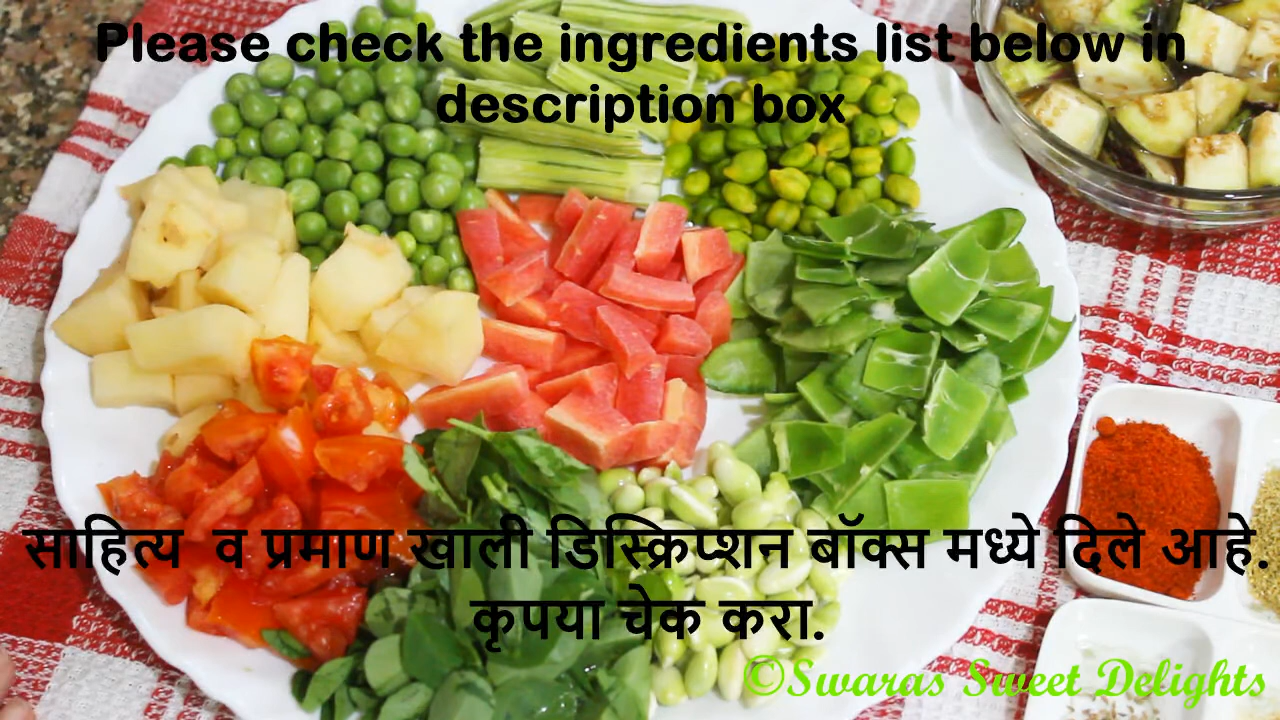 Please check the ingredients list below in
description box
साहित्य व प्रमाण खाली डिस्क्रिप्शन बॉक्स मध्ये दिले आहे.
कृपया चेक करा.
©Swaras Sweet Delights